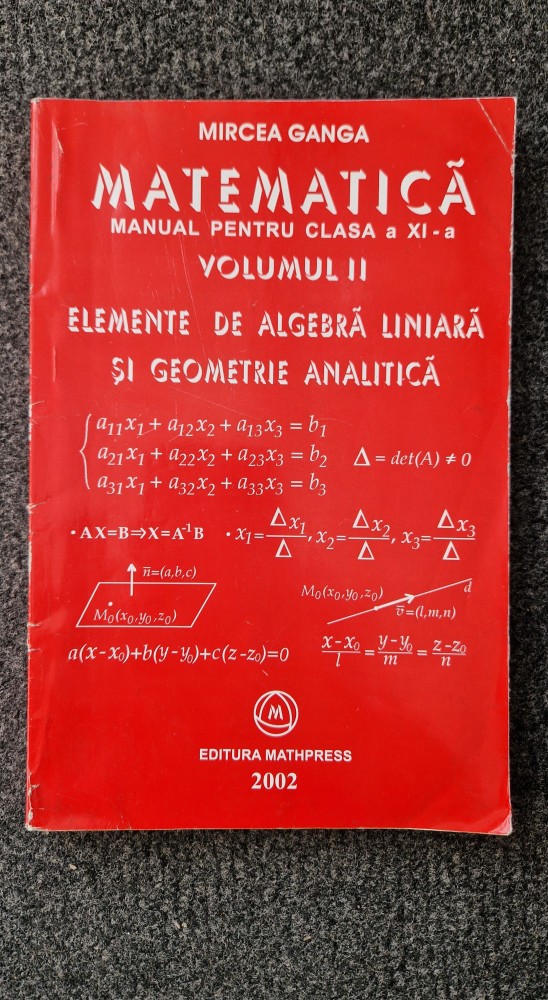 MIRCEA GANGA
MATEMATICĂ
MANUAL PENTRU CLASA a XI-a
VOLUMUL II
ELEMENTE DE ALGEBRĂ LINIARĂ
ȘI GEOMETRIE ANALITICĂ
a₁₁x₁ + a₁₂x₂ + a₁₃x₃ = b₁
a₂₁x₁ + a₂₂x₂ + a₂₃x₃ = b₂ Δ = det(A) ≠ 0
a₃₁x₁ + a₃₂x₂ + a₃₃x₃ = b₃
• AX=B⇒X=A⁻¹B • x₁=Δx₁/Δ, x₂=Δx₂/Δ, x₃=Δx₃/Δ
n̅=(a,b,c)
M₀(x₀,y₀,z₀)
M₀(x₀,y₀,z₀) d
v̅=(l,m,n)
a(x-x₀)+b(y-y₀)+c(z-z₀)=0
x-x₀/l = y-y₀/m = z-z₀/n
M
EDITURA MATHPRESS
2002